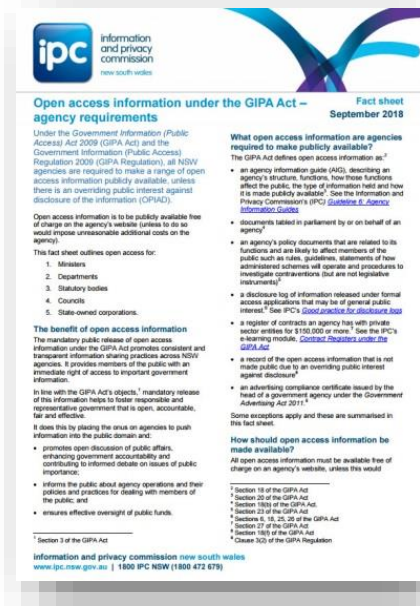 ipc
information
and privacy
commission
new south wales
Open access information under the GIPA Act –
agency requirements
Fact sheet
September 2018
Under the Government Information (Public
Access) Act 2009 (GIPA Act) and the
Government Information (Public Access)
Regulation 2009 (GIPA Regulation), all NSW
agencies are required to make a range of open
access information publicly available, unless
there is an overriding public interest against
disclosure of the information (OPIAD).
Open access information is to be publicly available free
of charge on the agency's website (unless to do so
would impose unreasonable additional costs on the
agency).
This fact sheet outlines open access for:
1. Ministers
2. Departments
3. Statutory bodies
4. Councils
5. State-owned corporations.
The benefit of open access information
The mandatory public release of open access
information under the GIPA Act promotes consistent and
transparent information sharing practices across NSW
agencies. It provides members of the public with an
immediate right of access to important government
information.
In line with the GIPA Act's objects,¹ mandatory release
of this information helps to foster responsible and
representative government that is open, accountable,
fair and effective.
It does this by placing the onus on agencies to push
information into the public domain and:
• promotes open discussion of public affairs,
enhancing government accountability and
contributing to informed debate on issues of public
importance;
• informs the public about agency operations and their
policies and practices for dealing with members of
the public; and
• ensures effective oversight of public funds.
¹ Section 3 of the GIPA Act
What open access information are agencies
required to make publicly available?
The GIPA Act defines open access information as:²
• an agency information guide (AIG), describing an
agency's structure, functions, how those functions
affect the public, the type of information held and how
it is made publicly available³. See the Information and
Privacy Commission's (IPC) Guideline 6: Agency
Information Guides
• documents tabled in parliament by or on behalf of an
agency⁴
• an agency's policy documents that are related to its
functions and are likely to affect members of the
public such as rules, guidelines, statements of how
administered schemes will operate and procedures to
investigate contraventions (but are not legislative
instruments)⁵
• a disclosure log of information released under formal
access applications that may be of general public
interest.⁶ See IPC's Good practice for disclosure logs
• a register of contracts an agency has with private
sector entities for $150,000 or more.⁷ See the IPC's
e-learning module, Contract Registers under the
GIPA Act
• a record of the open access information that is not
made public due to an overriding public interest
against disclosure⁸
• an advertising compliance certificate issued by the
head of a government agency under the Government
Advertising Act 2011.⁹
Some exceptions apply and these are summarised in
this fact sheet.
How should open access information be
made available?
All open access information must be available free of
charge on an agency's website, unless this would
² Section 18 of the GIPA Act
³ Section 20 of the GIPA Act
⁴ Section 18(b) of the GIPA Act.
⁵ Section 23 of the GIPA Act
⁶ Sections 6, 18, 25, 26 of the GIPA Act
⁷ Section 27 of the GIPA Act
⁸ Section 18(f) of the GIPA Act
⁹ Clause 3(2) of the GIPA Regulation
information and privacy commission new south wales
www.ipc.nsw.gov.au | 1800 IPC NSW (1800 472 679)